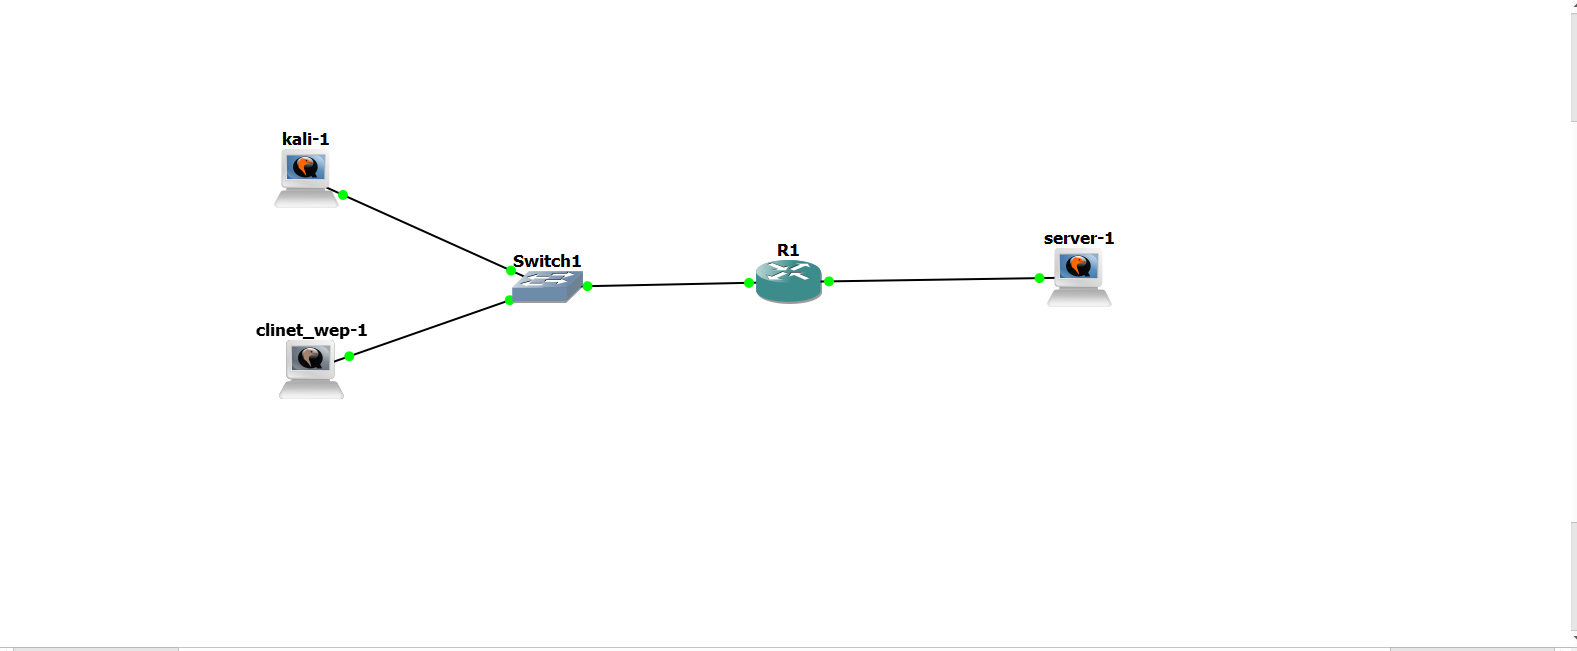 kali-1
server-1
R1
Switch1
clinet_wep-1